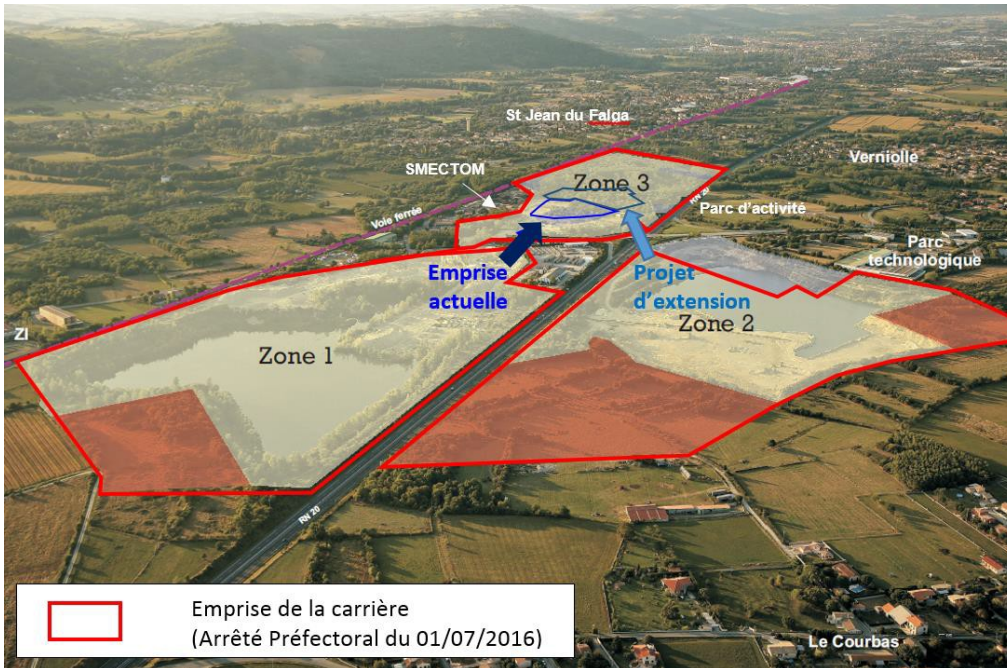 St Jean du Falga
SMECTOM
Zone 3
Verniolle
Voie ferrée
RN 20
Parc d'activité
Parc
technologique
Emprise
actuelle
Projet
d'extension
ZI
Zone 1
Zone 2
RN 20
Emprise de la carrière
(Arrêté Préfectoral du 01/07/2016)
Le Courbas